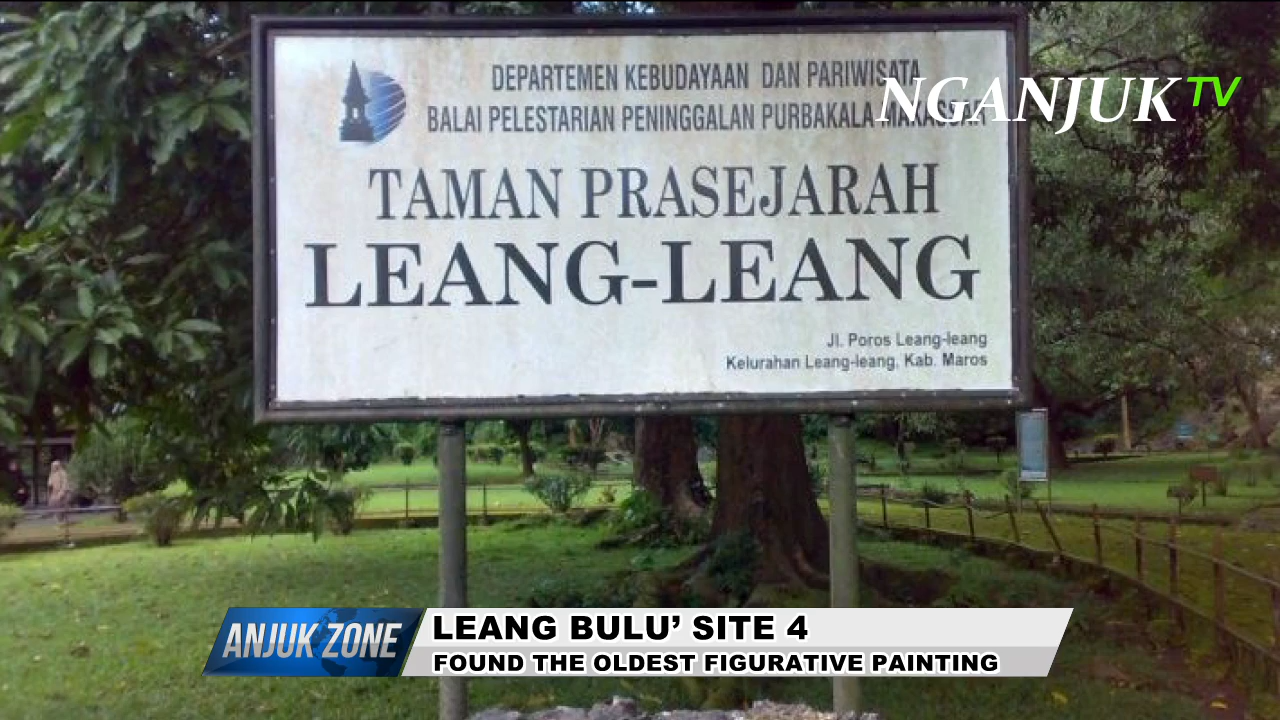 DEPARTEMEN KEBUDAYAAN DAN PARIWISATA
BALAI PELESTARIAN PENINGGALAN PURBAKALA MAKASSAR
NGANJUK TV
TAMAN PRASEJARAH
LEANG-LEANG
Jl. Poros Leang-leang
Kelurahan Leang-leang, Kab. Maros
ANJUK ZONE
LEANG BULU’ SITE 4
FOUND THE OLDEST FIGURATIVE PAINTING